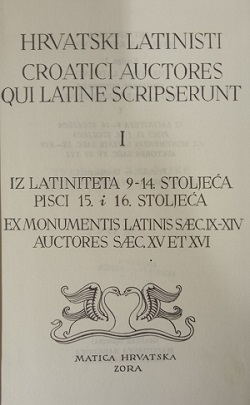 HRVATSKI LATINISTI
CROATICI AUCTORES
QUI LATINE SCRIPSERUNT
I
IZ LATINITETA 9-14 STOLJEĆA
PISCI 15. i 16. STOLJEĆA
EX MONUMENTIS LATINIS SÆC. IX-XIV
AUCTORES SÆC. XV ET XVI
MATICA HRVATSKA
ZORA